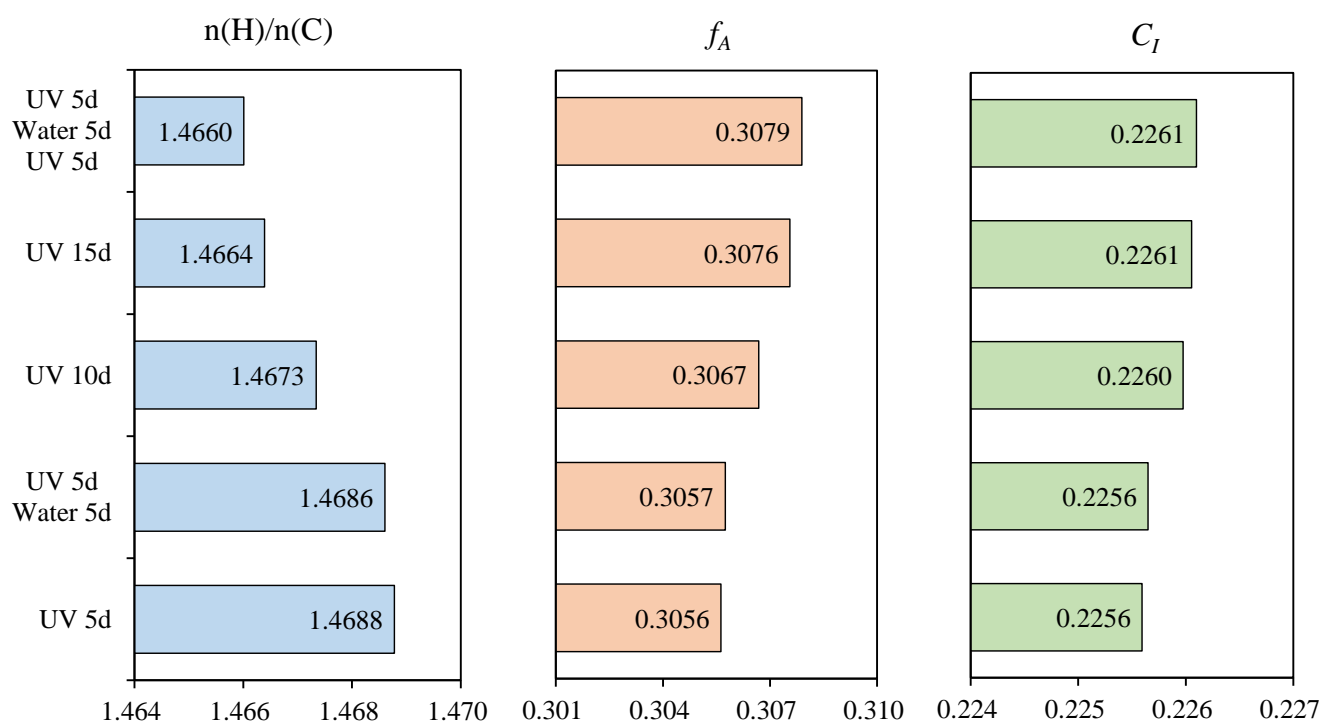 n(H)/n(C)
UV 5d
Water 5d
UV 5d
UV 15d
UV 10d
UV 5d
Water 5d
UV 5d
1.4660
1.4664
1.4673
1.4686
1.4688
1.464 1.466 1.468 1.470
f_A
0.3079
0.3076
0.3067
0.3057
0.3056
0.301 0.304 0.307 0.310
C_I
0.2261
0.2261
0.2260
0.2256
0.2256
0.224 0.225 0.226 0.227